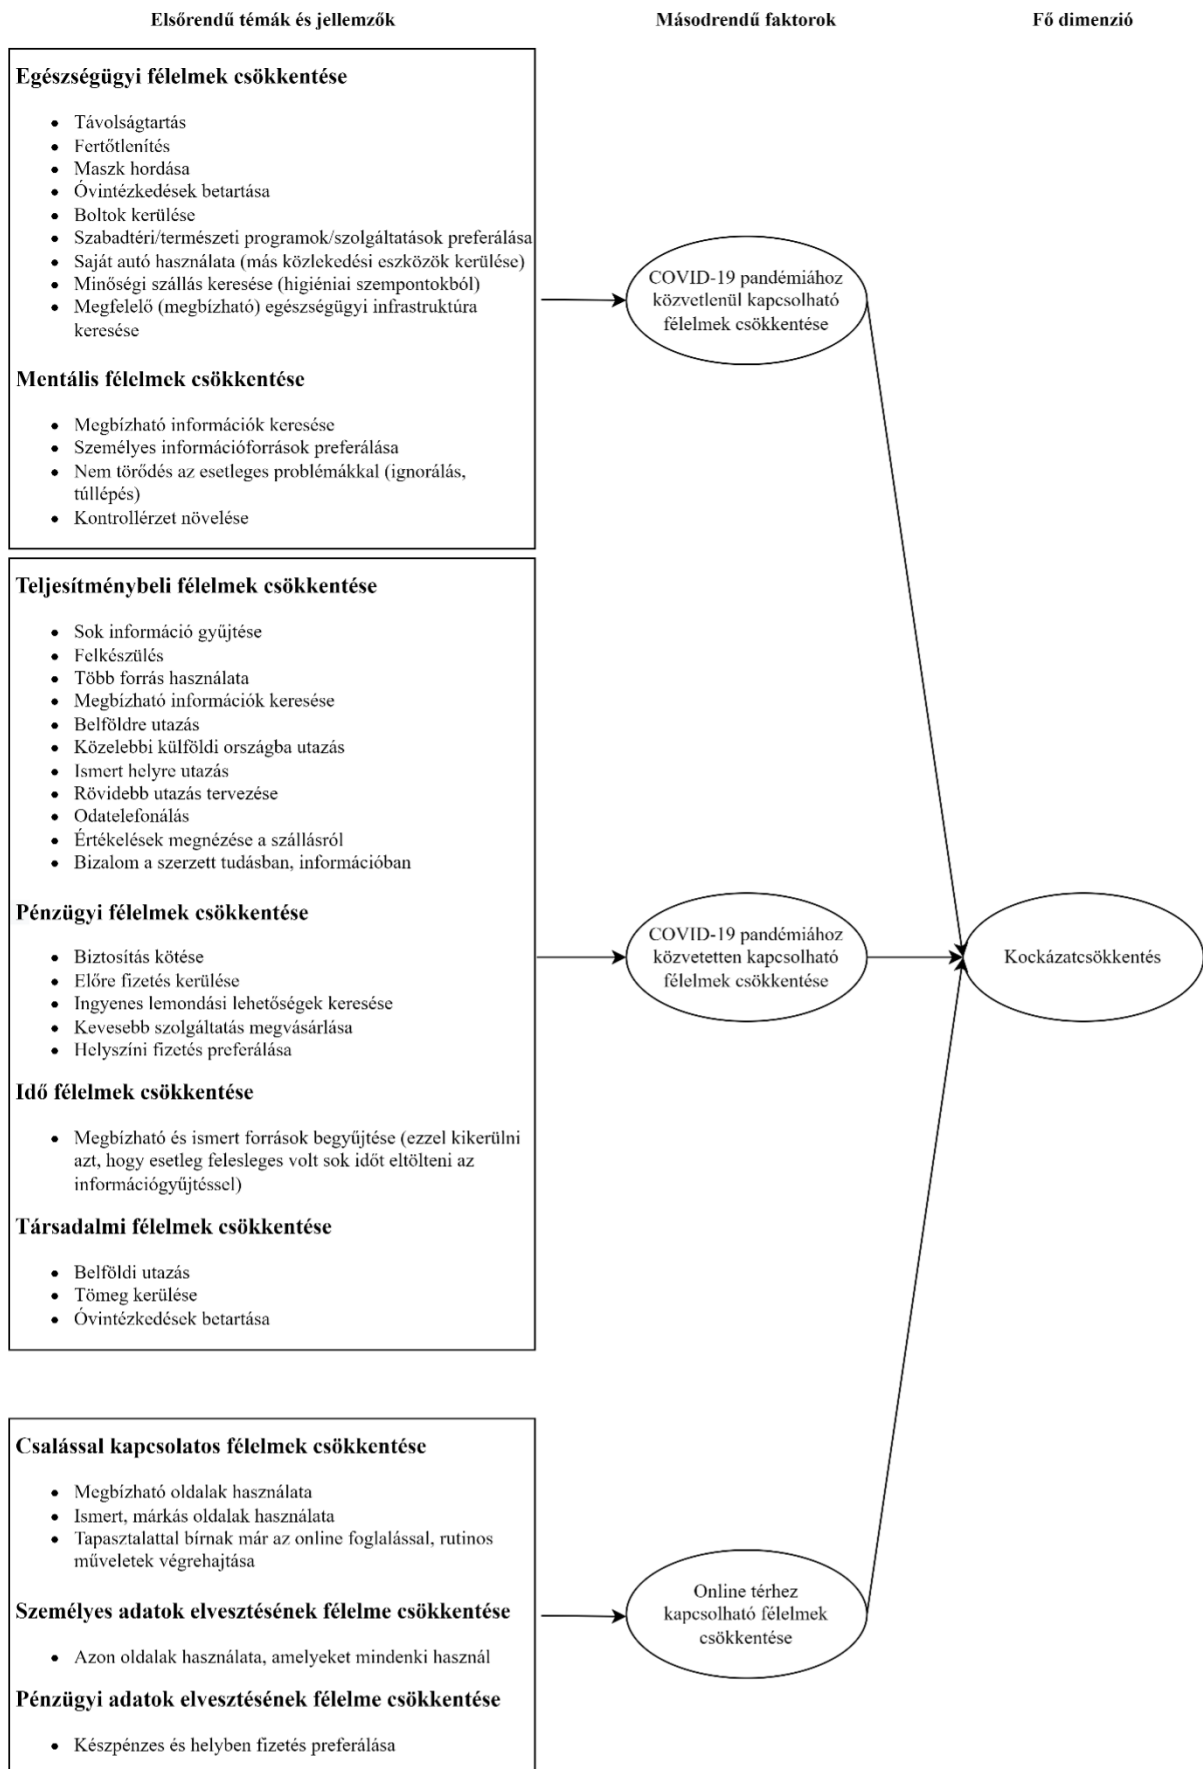 Elsőrendű témák és jellemzők
Másodrendű faktorok
Fő dimenzió
Egészségügyi félelmek csökkentése
• Távolságtartás
• Fertőtlenítés
• Maszk hordása
• Óvintézkedések betartása
• Boltok kerülése
• Szabadtéri/természeti programok/szolgáltatások preferálása
• Saját autó használata (más közlekedési eszközök kerülése)
• Minőségi szállás keresése (higiéniai szempontokból)
• Megfelelő (megbízható) egészségügyi infrastruktúra
keresése
Mentális félelmek csökkentése
• Megbízható információk keresése
• Személyes információforrások preferálása
• Nem törődés az esetleges problémákkal (ignorálás,
túllépés)
• Kontrollérzet növelése
COVID-19 pandémiához
közvetlenül kapcsolható
félelmek csökkentése
Teljesítménybeli félelmek csökkentése
• Sok információ gyűjtése
• Felkészülés
• Több forrás használata
• Megbízható információk keresése
• Belföldre utazás
• Közelebbi külföldi országba utazás
• Ismert helyre utazás
• Rövidebb utazás tervezése
• Odatelefonálás
• Értékelések megnézése a szállásról
• Bizalom a szerzett tudásban, információban
Pénzügyi félelmek csökkentése
• Biztosítás kötése
• Előre fizetés kerülése
• Ingyenes lemondási lehetőségek keresése
• Kevesebb szolgáltatás megvásárlása
• Helyszíni fizetés preferálása
Idő félelmek csökkentése
• Megbízható és ismert források begyűjtése (ezzel kikerülni
azt, hogy esetleg felesleges volt sok időt eltölteni az
információgyűjtéssel)
Társadalmi félelmek csökkentése
• Belföldi utazás
• Tömeg kerülése
• Óvintézkedések betartása
COVID-19 pandémiához
közvetetten kapcsolható
félelmek csökkentése
Kockázatcsökkentés
Csalással kapcsolatos félelmek csökkentése
• Megbízható oldalak használata
• Ismert, márkás oldalak használata
• Tapasztalattal bírnak már az online foglalással, rutinos
műveletek végrehajtása
Személyes adatok elvesztésének félelme csökkentése
• Azon oldalak használata, amelyeket mindenki használ
Pénzügyi adatok elvesztésének félelme csökkentése
• Készpénzes és helyben fizetés preferálása
Online térhez
kapcsolható félelmek
csökkentése